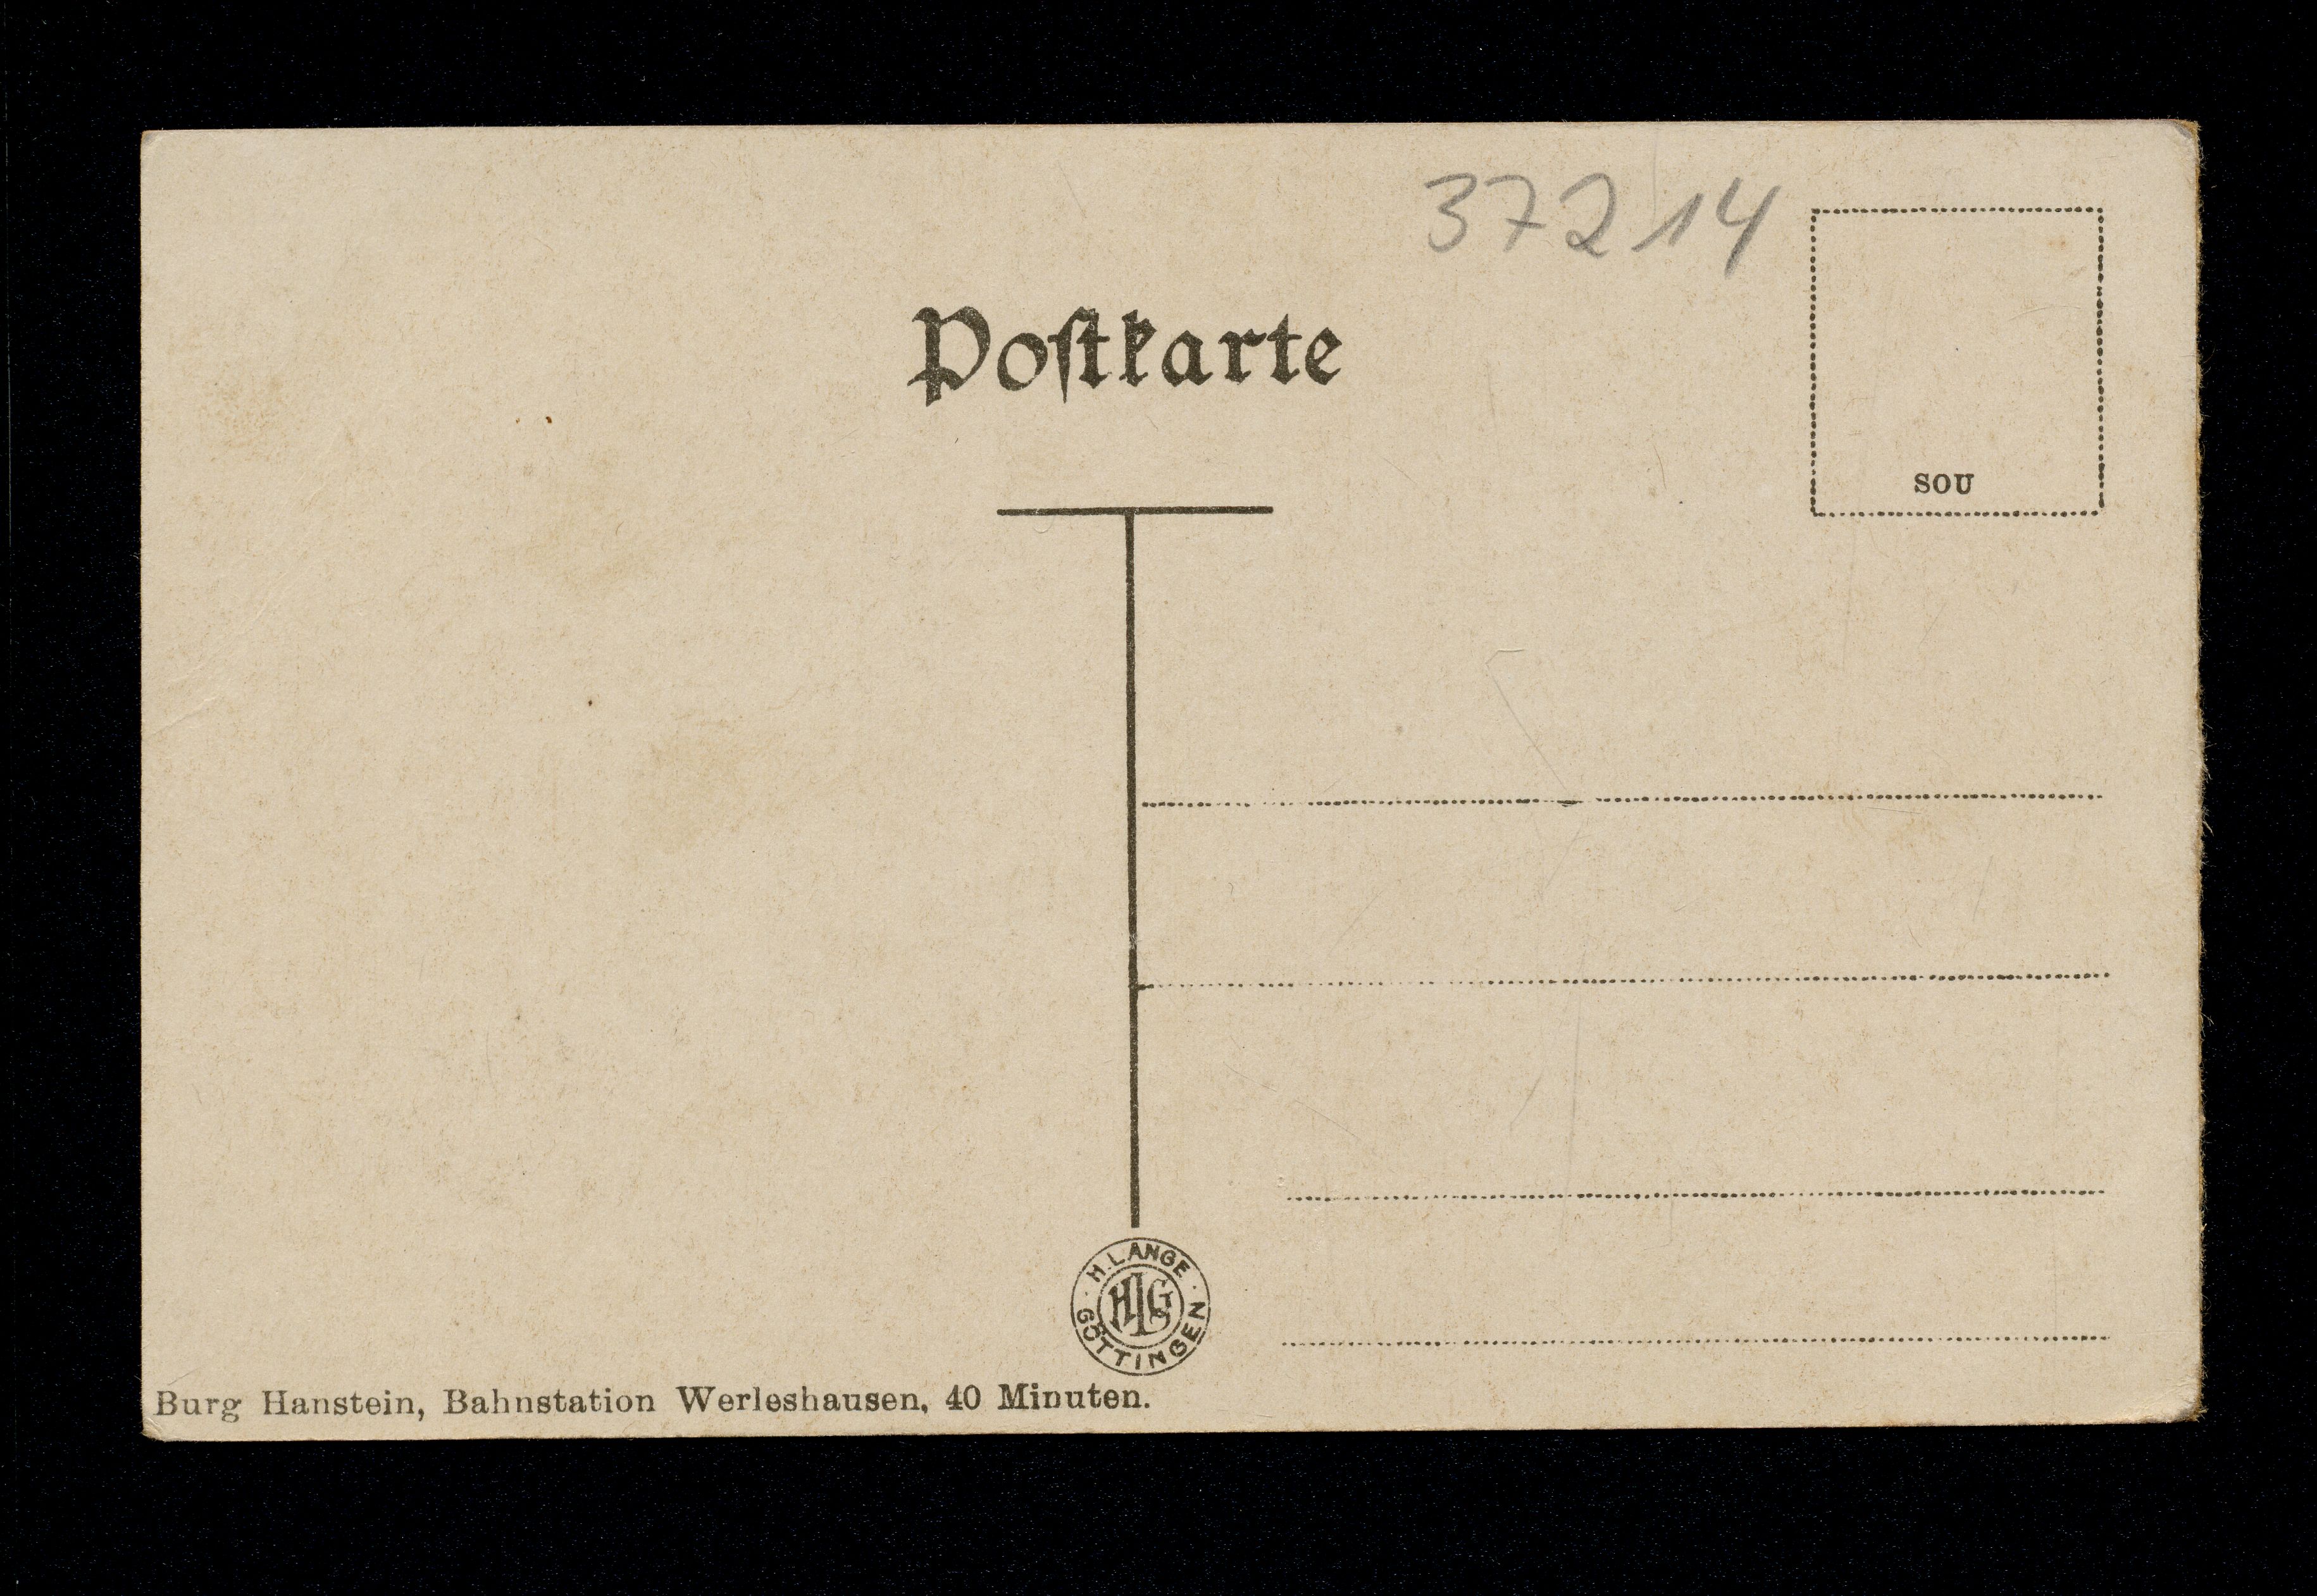 37214
Poſtkarte
SOU
H. LANGE · GÖTTINGEN ·
HLG
Burg Hanstein, Bahnstation Werleshausen, 40 Minuten.